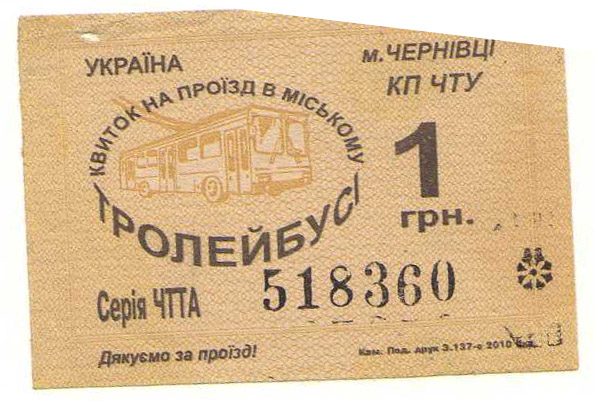 УКРАЇНА
м. ЧЕРНІВЦІ
КП ЧТУ
КВИТОК НА ПРОЇЗД В МІСЬКОМУ
ТРОЛЕЙБУСІ
1
грн.
Серія ЧТТА
518360
Дякуємо за проїзд!
Кам. Под. друк З.137-е 2010